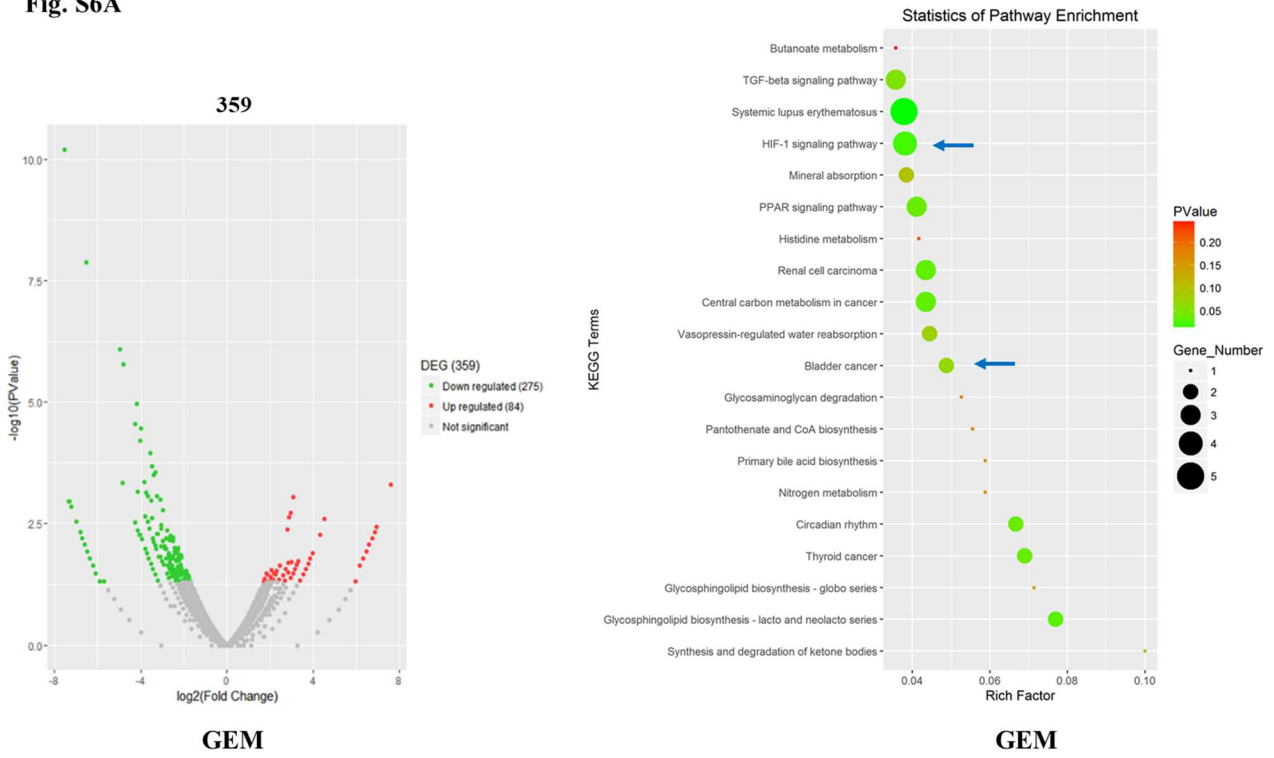 Fig. S6A
359
10.0
7.5
5.0
2.5
0.0
-log10(PValue)
-8
-4
0
4
8
log2(Fold Change)
DEG (359)
Down regulated (275)
Up regulated (84)
Not significant
GEM
Statistics of Pathway Enrichment
KEGG Terms
Butanoate metabolism
TGF-beta signaling pathway
Systemic lupus erythematosus
HIF-1 signaling pathway
Mineral absorption
PPAR signaling pathway
Histidine metabolism
Renal cell carcinoma
Central carbon metabolism in cancer
Vasopressin-regulated water reabsorption
Bladder cancer
Glycosaminoglycan degradation
Pantothenate and CoA biosynthesis
Primary bile acid biosynthesis
Nitrogen metabolism
Circadian rhythm
Thyroid cancer
Glycosphingolipid biosynthesis - globo series
Glycosphingolipid biosynthesis - lacto and neolacto series
Synthesis and degradation of ketone bodies
0.04
0.06
0.08
0.10
Rich Factor
PValue
0.20
0.15
0.10
0.05
Gene_Number
1
2
3
4
5
GEM